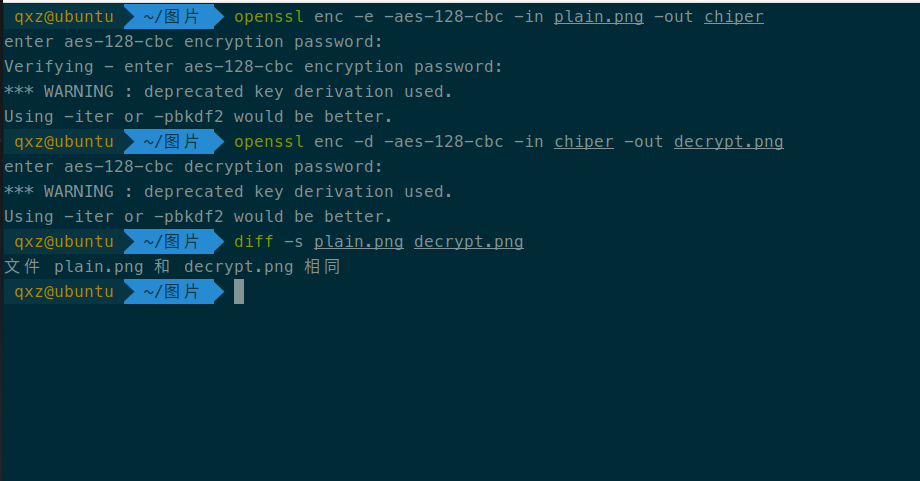 qxz@ubuntu ~/图片 openssl enc -e -aes-128-cbc -in plain.png -out chiper
enter aes-128-cbc encryption password:
Verifying - enter aes-128-cbc encryption password:
*** WARNING : deprecated key derivation used.
Using -iter or -pbkdf2 would be better.
qxz@ubuntu ~/图片 openssl enc -d -aes-128-cbc -in chiper -out decrypt.png
enter aes-128-cbc decryption password:
*** WARNING : deprecated key derivation used.
Using -iter or -pbkdf2 would be better.
qxz@ubuntu ~/图片 diff -s plain.png decrypt.png
文件 plain.png 和 decrypt.png 相同
qxz@ubuntu ~/图片